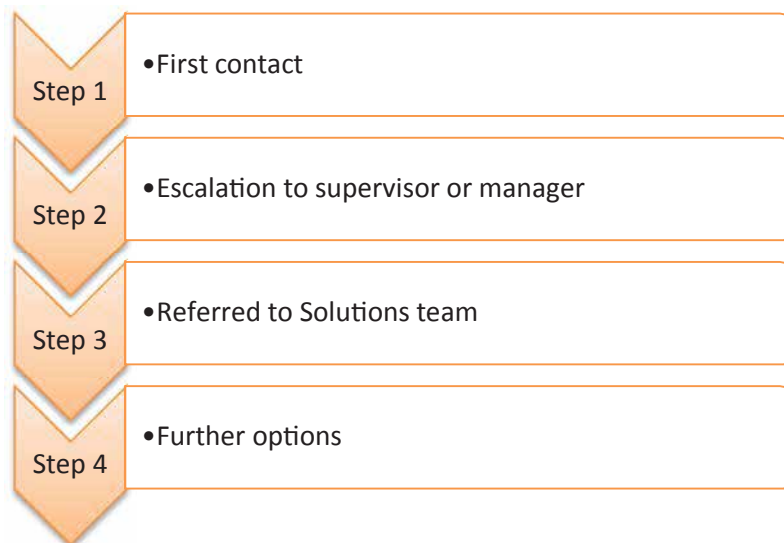 Step 1
•First contact
Step 2
•Escalation to supervisor or manager
Step 3
•Referred to Solutions team
Step 4
•Further options